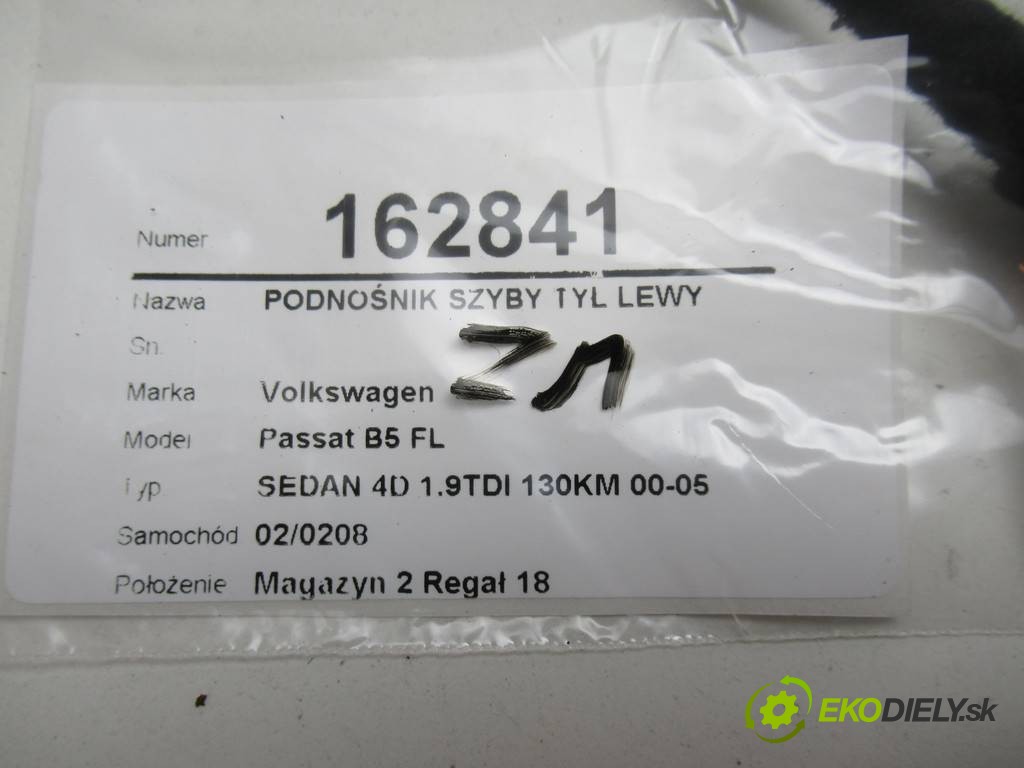 Numer 162841
Nazwa PODNOŚNIK SZYBY TYŁ LEWY
Sn.
Marka Volkswagen
Model Passat B5 FL
Typ SEDAN 4D 1.9TDI 130KM 00-05
Samochód 02/0208
Położenie Magazyn 2 Regał 18
EKODIELY.sk